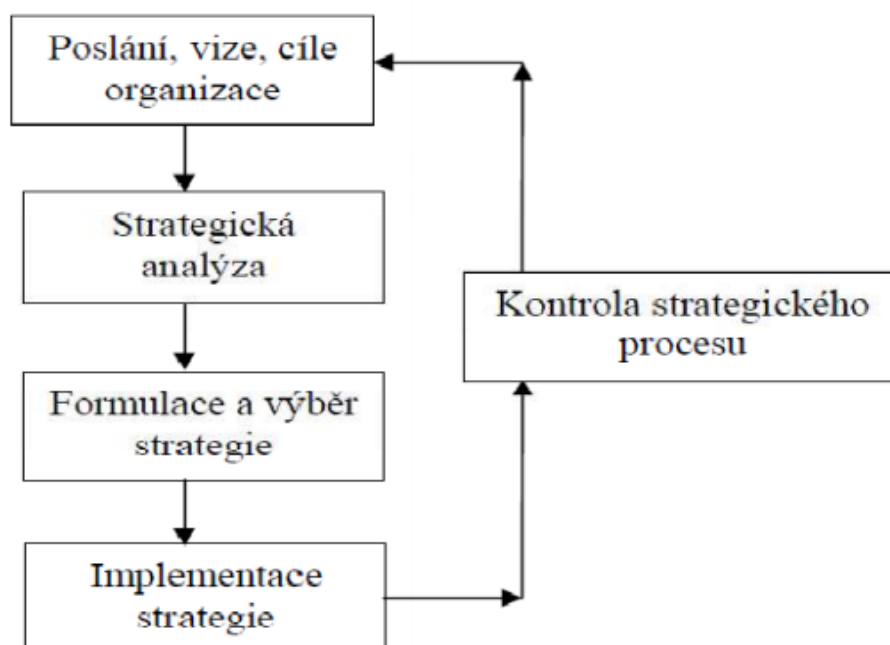 Poslání, vize, cíle
organizace
Strategická
analýza
Formulace a výběr
strategie
Implementace
strategie
Kontrola strategického
procesu